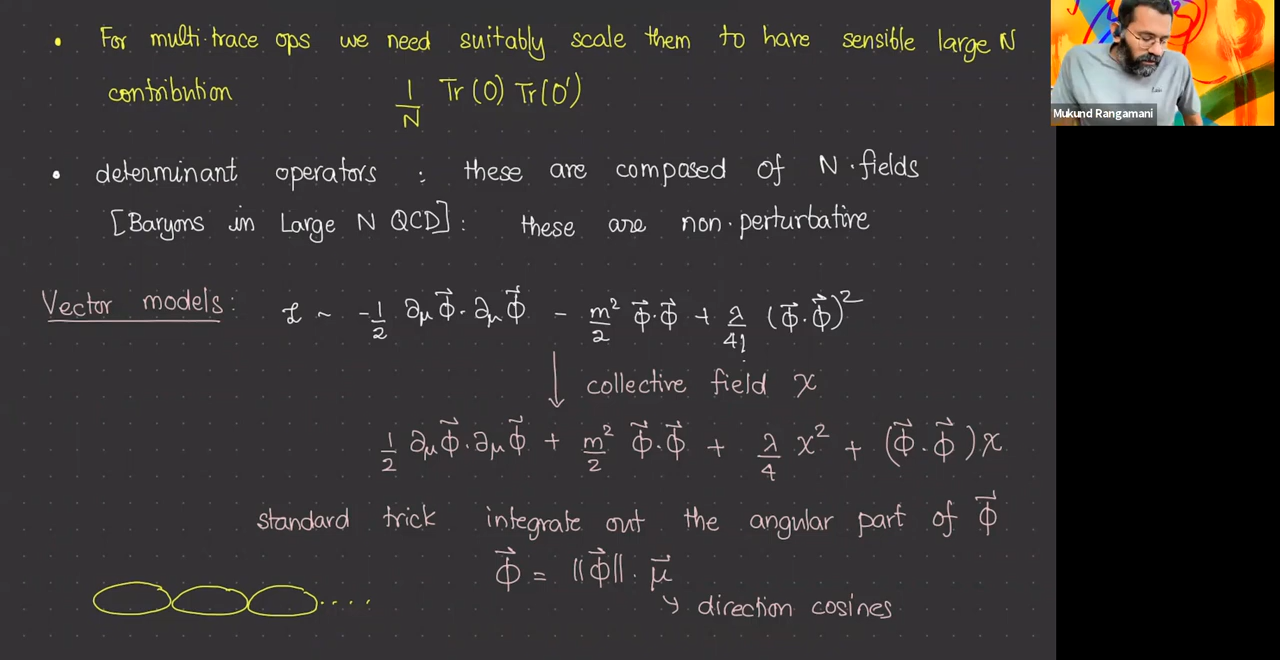 • For multi-trace ops we need suitably scale them to have sensible large N
contribution 1/N Tr(O) Tr(O')
Mukund Rangamani
• determinant operators : these are composed of N-fields
[Baryons in Large N QCD] : these are non-perturbative
Vector models: ℒ ~ -1/2 ∂μ Φ⃗ · ∂μ Φ⃗ - m²/2 Φ⃗·Φ⃗ + λ/4! (Φ⃗·Φ⃗)²
↓ collective field χ
1/2 ∂μ Φ⃗ · ∂μ Φ⃗ + m²/2 Φ⃗·Φ⃗ + λ/4 χ² + (Φ⃗·Φ⃗)χ
standard trick integrate out the angular part of Φ⃗
Φ⃗ = ||Φ⃗|| · μ⃗
↘ direction cosines